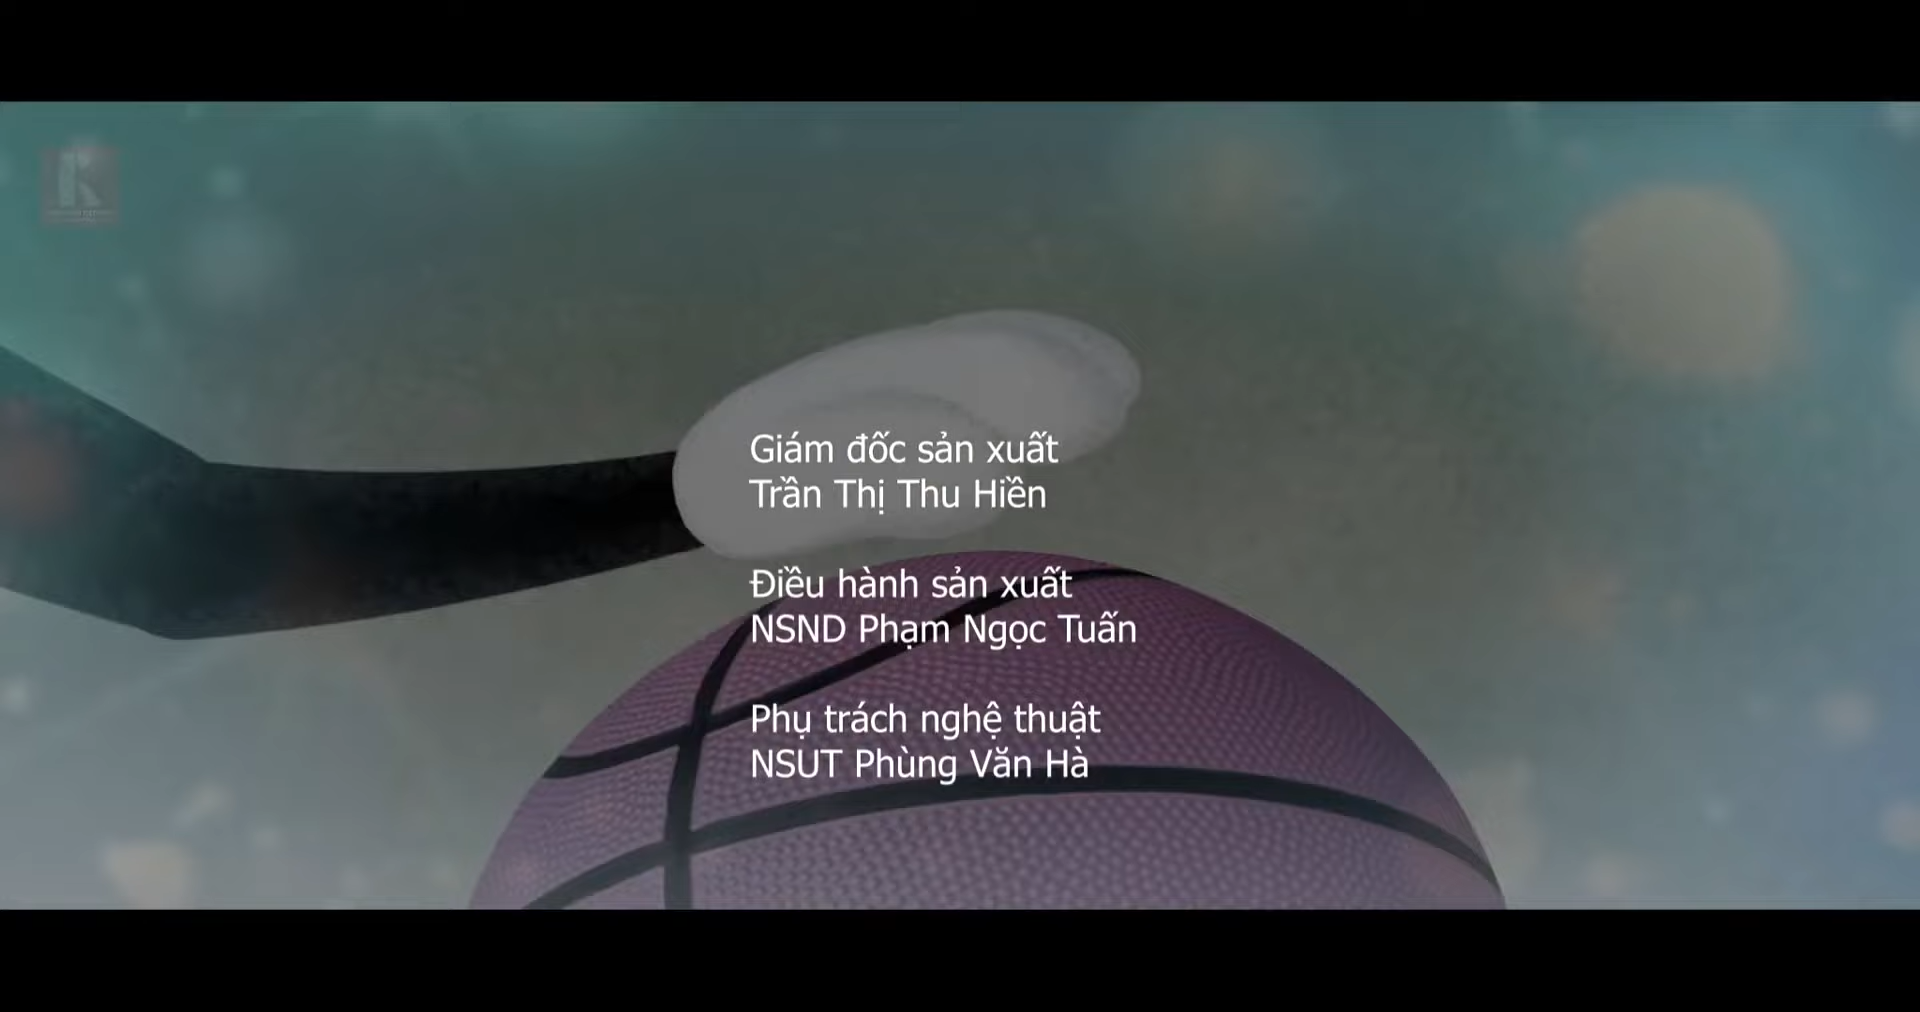 Giám đốc sản xuất
Trần Thị Thu Hiền
Điều hành sản xuất
NSND Phạm Ngọc Tuấn
Phụ trách nghệ thuật
NSUT Phùng Văn Hà